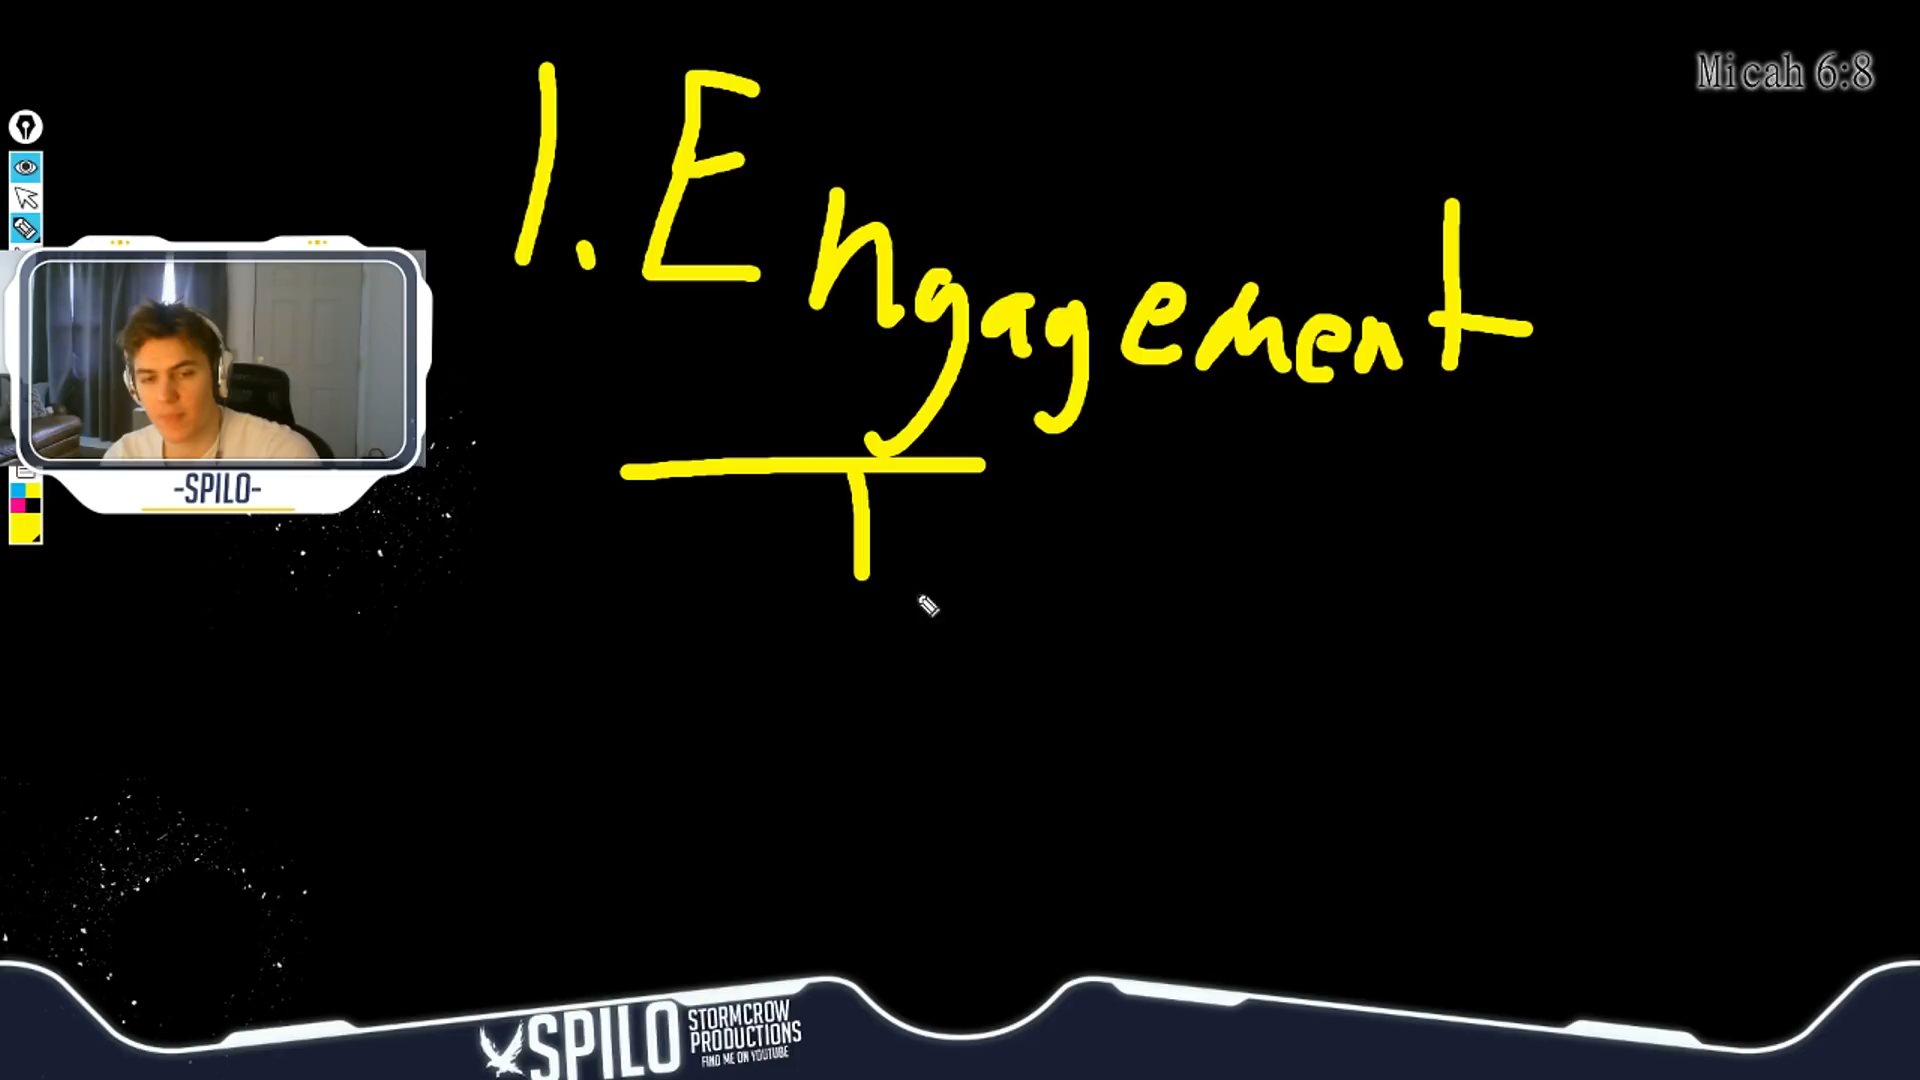 Micah 6:8
1. Engagement
T
-SPILO-
SPILO
STORMCROW
PRODUCTIONS
FIND ME ON YOUTUBE